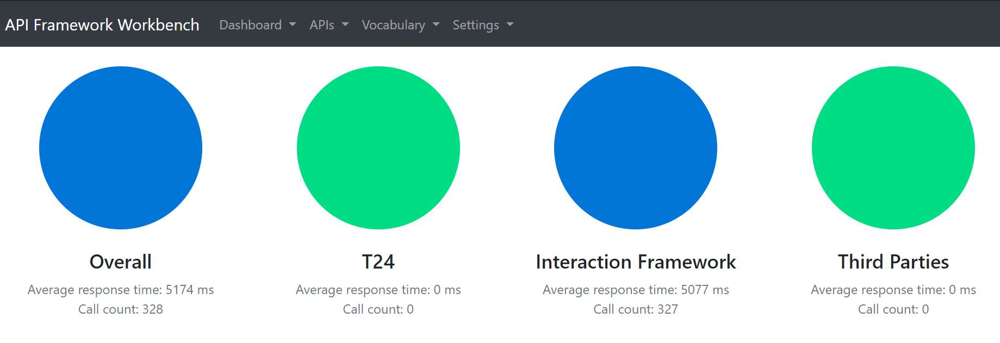 API Framework Workbench Dashboard APIs Vocabulary Settings
Overall
Average response time: 5174 ms
Call count: 328
T24
Average response time: 0 ms
Call count: 0
Interaction Framework
Average response time: 5077 ms
Call count: 327
Third Parties
Average response time: 0 ms
Call count: 0